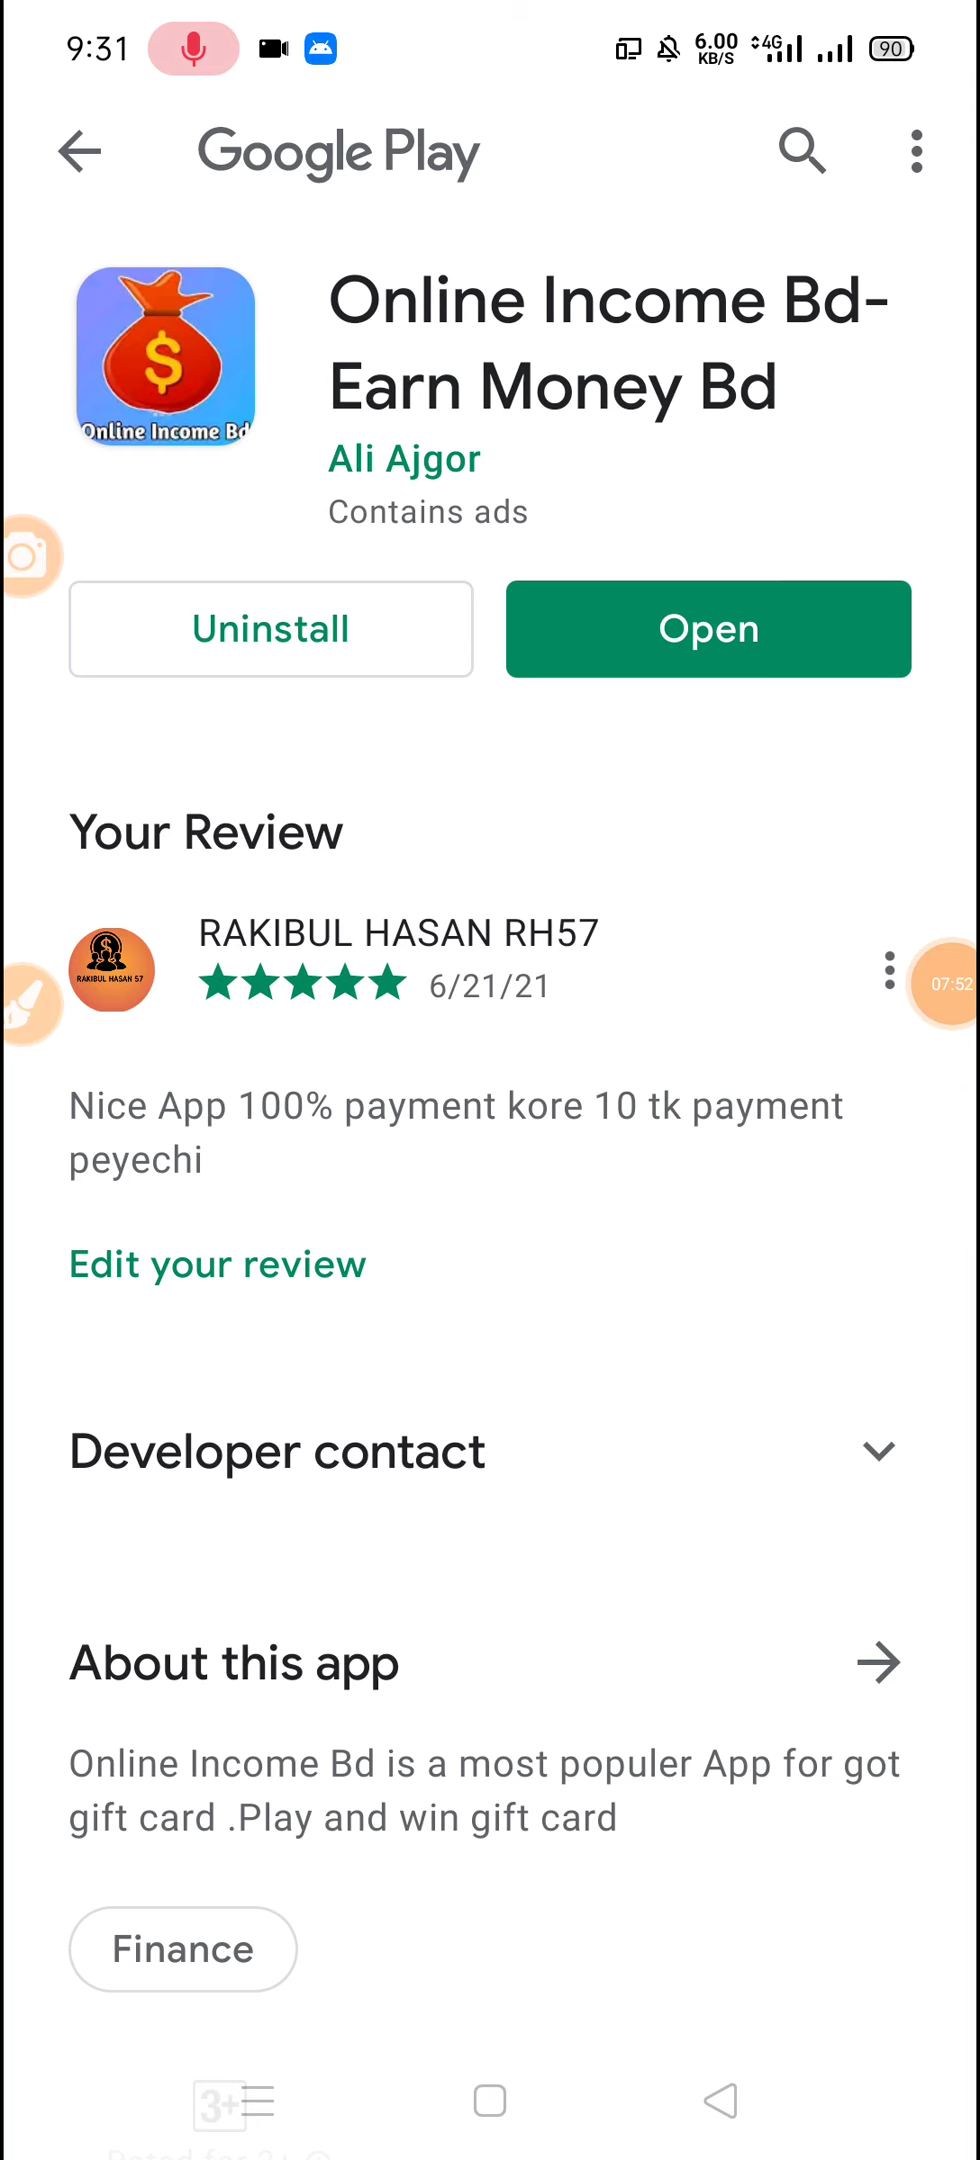 9:31
6.00
KB/S
4G
90
Google Play
Online Income Bd-
Earn Money Bd
Ali Ajgor
Contains ads
$
Online Income Bd
Uninstall
Open
Your Review
RAKIBUL HASAN RH57
6/21/21
$
RAKIBUL HASAN 57
07:52
Nice App 100% payment kore 10 tk payment
peyechi
Edit your review
Developer contact
About this app
Online Income Bd is a most populer App for got
gift card .Play and win gift card
Finance
3+